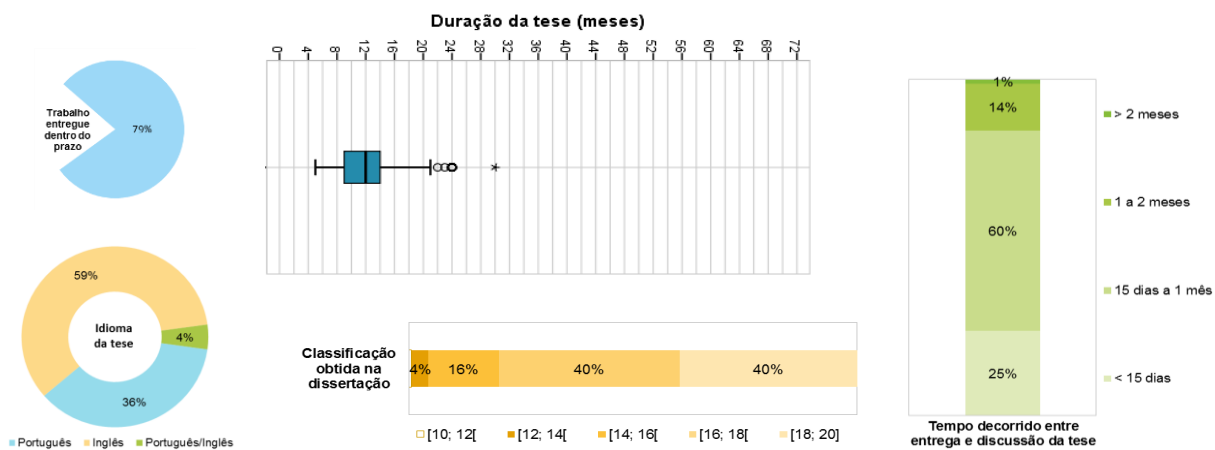 Duração da tese (meses)
0 4 8 12 16 20 24 28 32 36 40 44 48 52 56 60 64 68 72
Trabalho
entregue
dentro do
prazo
79%
59%
4%
36%
Idioma
da tese
Português Inglês Português/Inglês
Classificação
obtida na
dissertação
4% 16% 40% 40%
[10; 12[ [12; 14[ [14; 16[ [16; 18[ [18; 20]
1%
14%
60%
25%
> 2 meses
1 a 2 meses
15 dias a 1 mês
< 15 dias
Tempo decorrido entre
entrega e discussão da tese